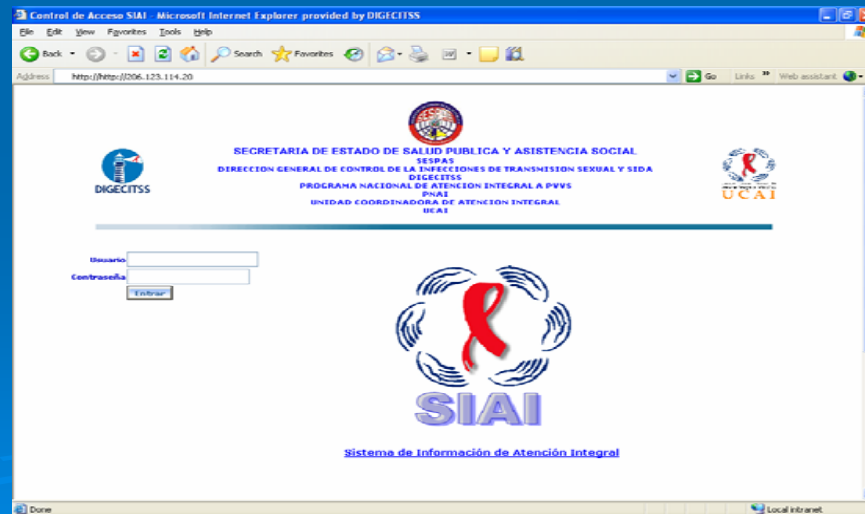 Control de Acceso SIAI - Microsoft Internet Explorer provided by DIGECITSS
File Edit View Favorites Tools Help
Back Search Favorites
Address http://http://206.123.114.20 Go Links Web assistant
SECRETARIA DE ESTADO DE SALUD PUBLICA Y ASISTENCIA SOCIAL
SESPAS
DIRECCION GENERAL DE CONTROL DE LA INFECCIONES DE TRANSMISION SEXUAL Y SIDA
DIGECITSS
PROGRAMA NACIONAL DE ATENCION INTEGRAL A PVVS
PNAI
UNIDAD COORDINADORA DE ATENCION INTEGRAL
UCAI
DIGECITSS
UCAI
Usuario
Contraseña
Entrar
SIAI
Sistema de Información de Atención Integral
Done Local intranet